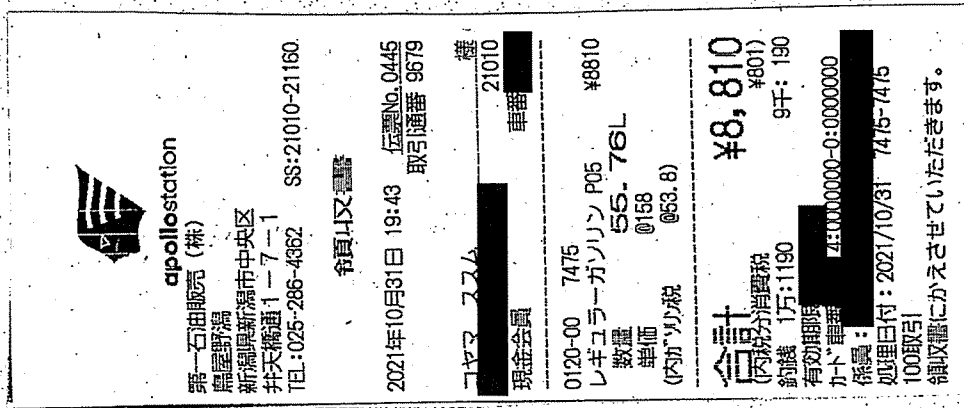 apollostation
第一石油販売（株）
鳥屋野潟
新潟県新潟市中央区
弁天橋通1－7－1
TEL:025-286-4362 SS:21010-21160
領収書
2021年10月31日 19:43 伝票No.0445
取引通番 9679
コヤマ ススム 様
現金会員 21010
車番
0120-00 7475
レギュラーガソリン P05 ¥8810
数量 55.76L
単価 @158
(内ガソリン税 @53.8)
合計 ¥8,810
(内税分消費税 ¥801)
釣銭 1万:1190 9千: 190
有効期限
カード車番 4:0000000-0:0000000
係員:
処理日付:2021/10/31 7475-7475
100取引
領収書にかえさせていただきます。